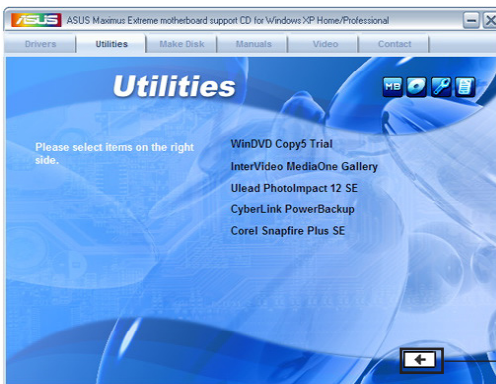 ASUS ASUS Maximus Extreme motherboard support CD for Windows XP Home/Professional
Drivers Utilities Make Disk Manuals Video Contact
Utilities
MB
Please select items on the right
side.
WinDVD Copy5 Trial
InterVideo MediaOne Gallery
Ulead PhotoImpact 12 SE
CyberLink PowerBackup
Corel Snapfire Plus SE